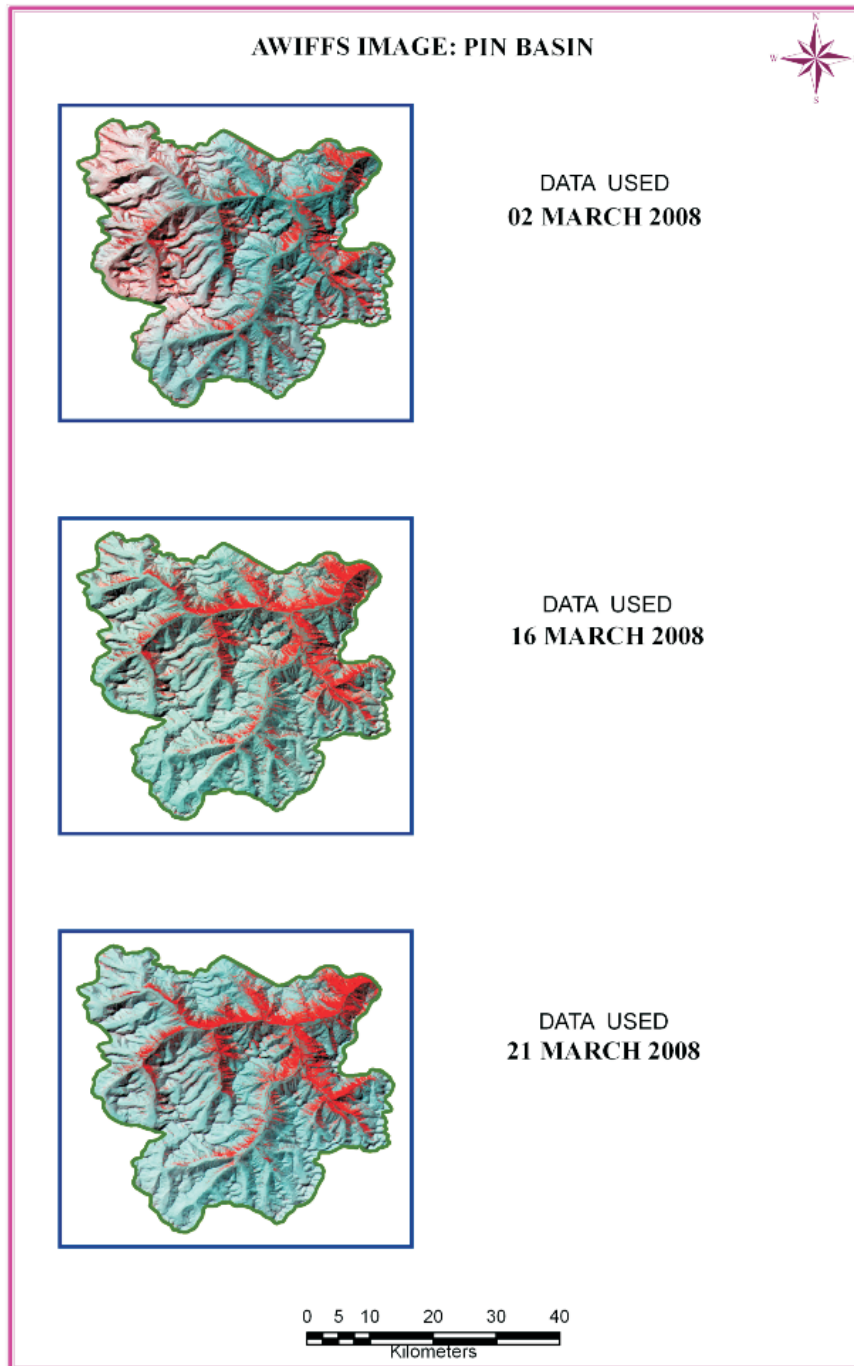 AWIFFS IMAGE: PIN BASIN
N
W
S
DATA USED
02 MARCH 2008
DATA USED
16 MARCH 2008
DATA USED
21 MARCH 2008
0 5 10 20 30 40
Kilometers